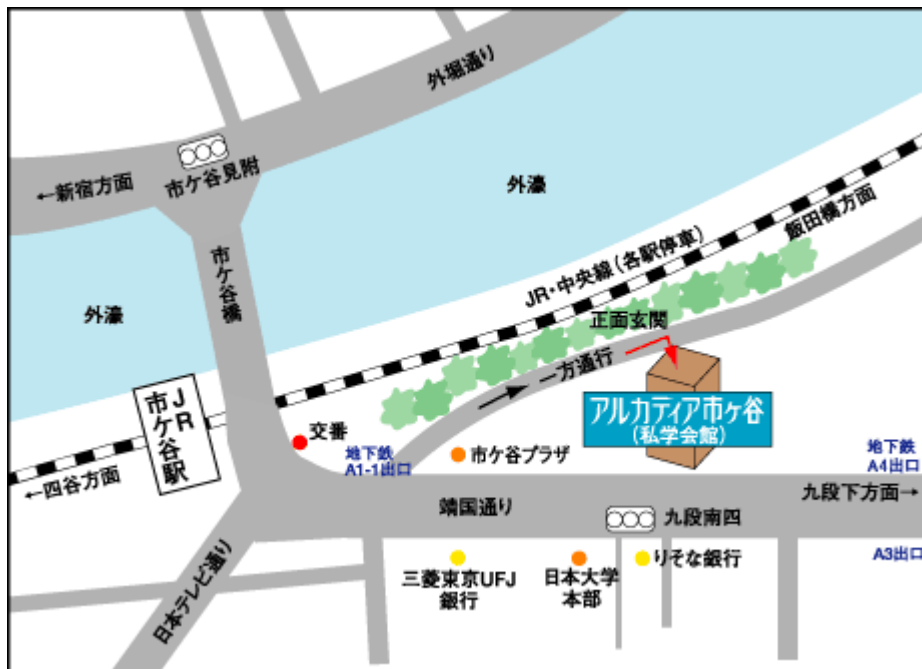 外堀通り
←新宿方面
市ケ谷見附
外濠
飯田橋方面
市ケ谷橋
JR・中央線(各駅停車)
外濠
正面玄関
一方通行
JR
市ケ谷駅
アルカディア市ヶ谷
(私学会館)
交番
地下鉄
A1-1出口
市ケ谷プラザ
地下鉄
A4出口
←四谷方面
靖国通り
九段南四
九段下方面→
日本テレビ通り
三菱東京UFJ
銀行
日本大学
本部
りそな銀行
A3出口